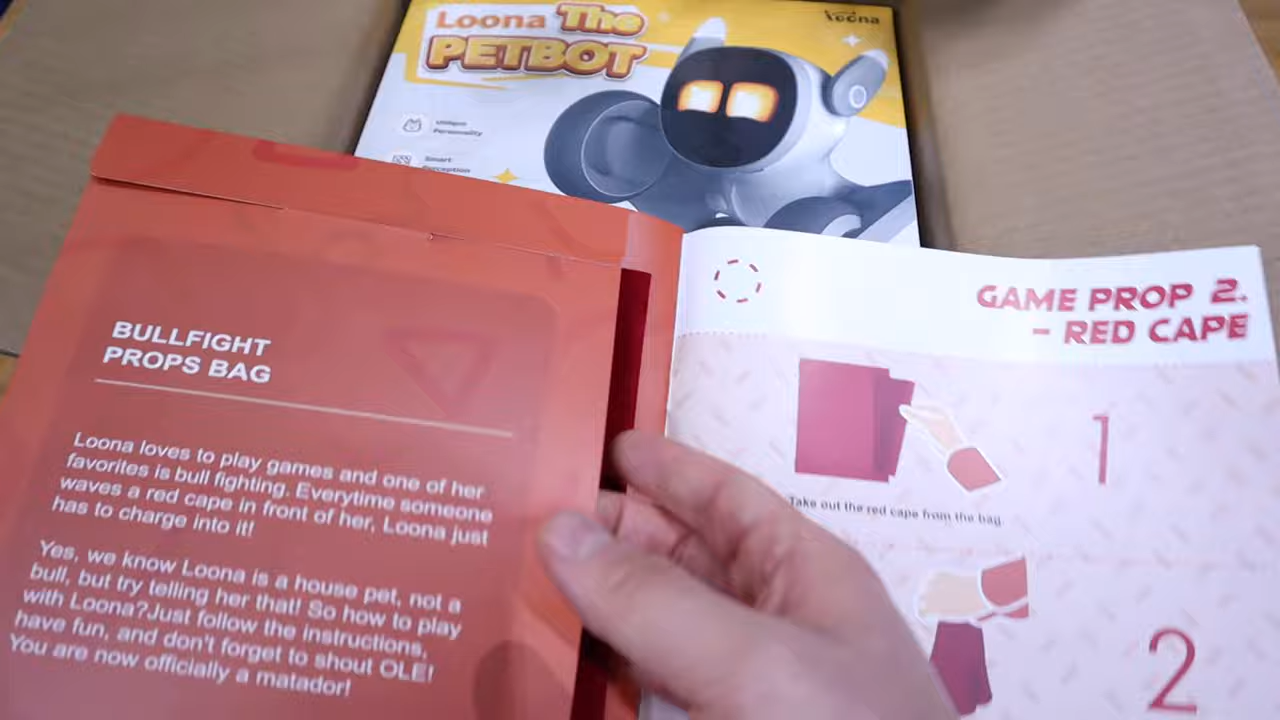 Loona The
PETBOT
Loona
Unique
Personality
Smart
Perception
BULLFIGHT
PROPS BAG
Loona loves to play games and one of her
favorites is bull fighting. Everytime someone
waves a red cape in front of her, Loona just
has to charge into it!
Yes, we know Loona is a house pet, not a
bull, but try telling her that! So how to play
with Loona?Just follow the instructions,
have fun, and don't forget to shout OLE!
You are now officially a matador!
GAME PROP 2.
- RED CAPE
1
Take out the red cape from the bag.
2